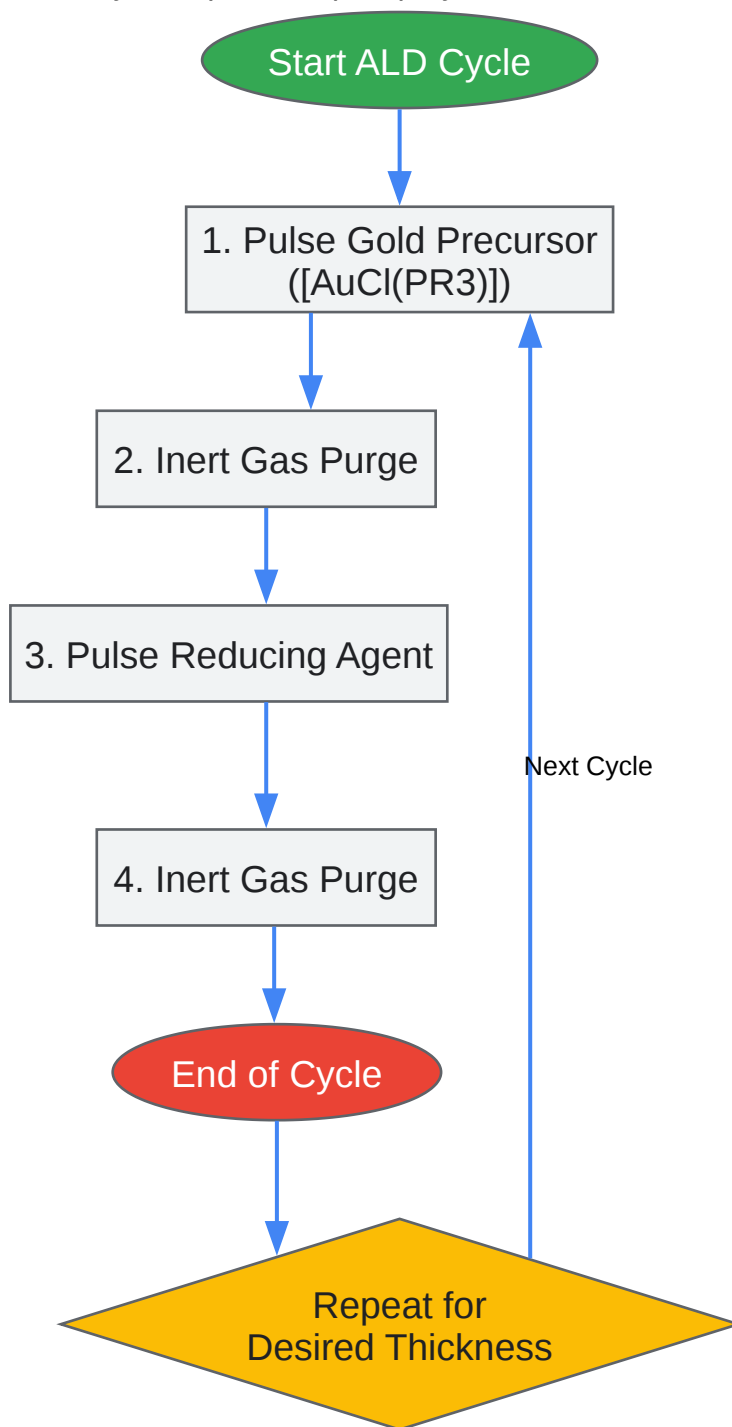 Start ALD Cycle
1. Pulse Gold Precursor
([AuCl(PR3)])
2. Inert Gas Purge
3. Pulse Reducing Agent
Next Cycle
4. Inert Gas Purge
End of Cycle
Repeat for
Desired Thickness